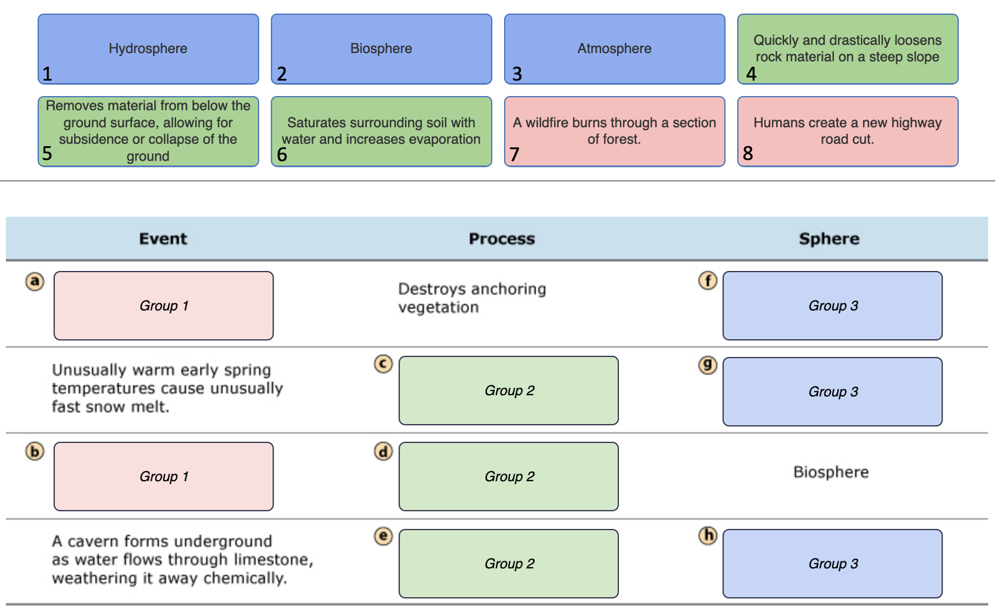 Hydrosphere
1
Biosphere
2
Atmosphere
3
Quickly and drastically loosens
rock material on a steep slope
4
Removes material from below the
ground surface, allowing for
subsidence or collapse of the
ground
5
Saturates surrounding soil with
water and increases evaporation
6
A wildfire burns through a section
of forest.
7
Humans create a new highway
road cut.
8
Event
Process
Sphere
a
Group 1
Destroys anchoring
vegetation
f
Group 3
Unusually warm early spring
temperatures cause unusually
fast snow melt.
c
Group 2
g
Group 3
b
Group 1
d
Group 2
Biosphere
A cavern forms underground
as water flows through limestone,
weathering it away chemically.
e
Group 2
h
Group 3